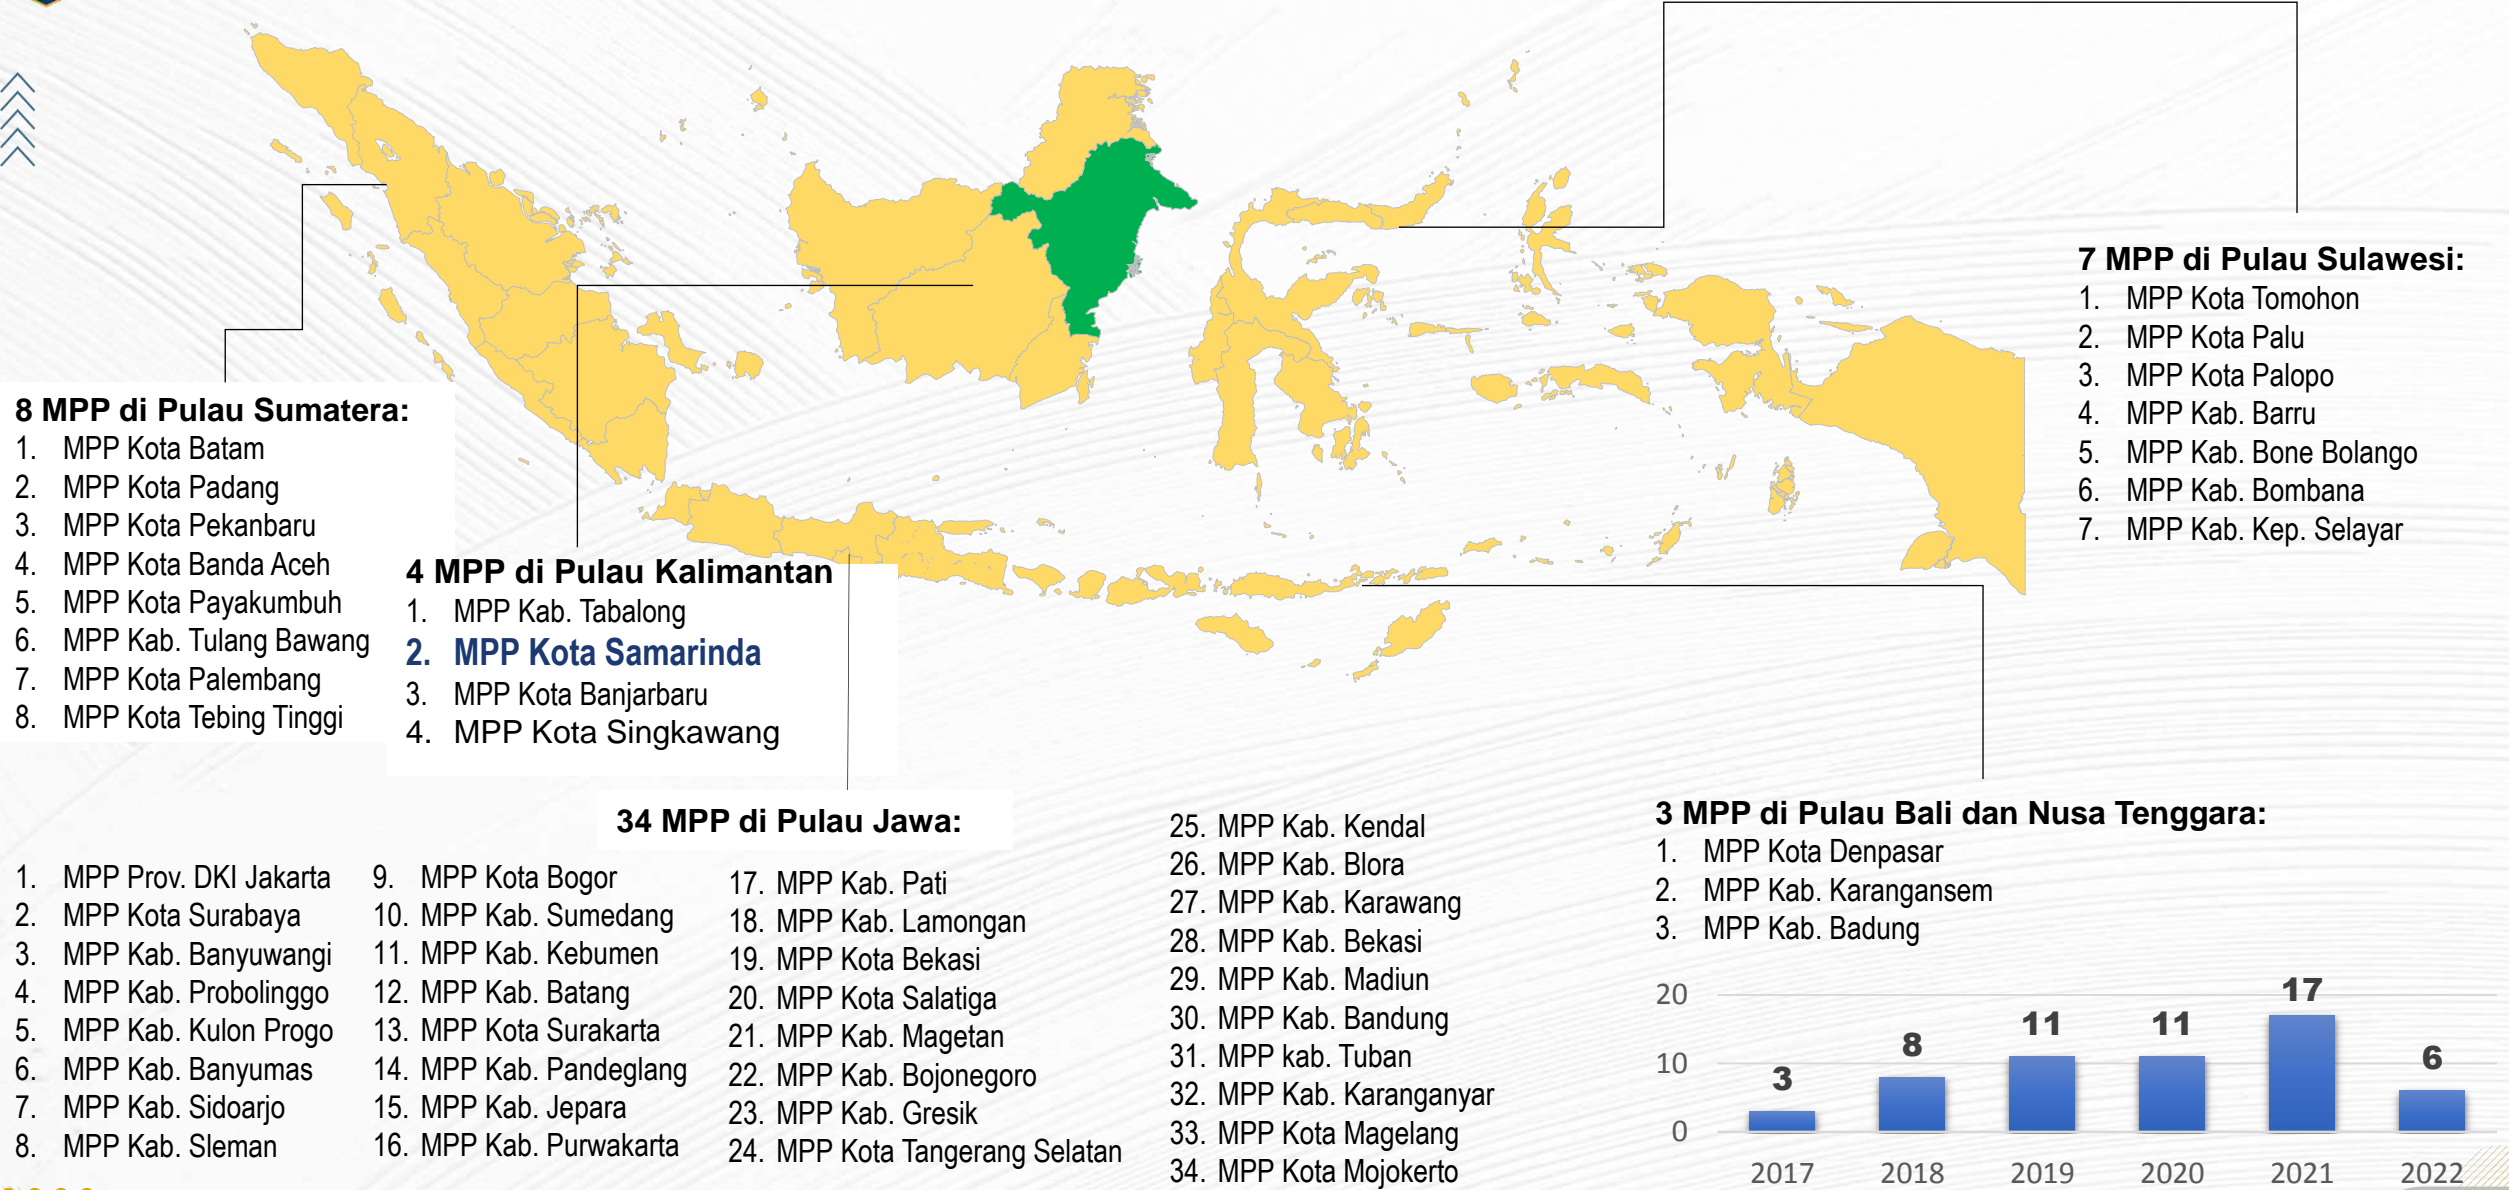 7 MPP di Pulau Sulawesi:
1. MPP Kota Tomohon
2. MPP Kota Palu
3. MPP Kota Palopo
4. MPP Kab. Barru
5. MPP Kab. Bone Bolango
6. MPP Kab. Bombana
7. MPP Kab. Kep. Selayar
8 MPP di Pulau Sumatera:
1. MPP Kota Batam
2. MPP Kota Padang
3. MPP Kota Pekanbaru
4. MPP Kota Banda Aceh
5. MPP Kota Payakumbuh
6. MPP Kab. Tulang Bawang
7. MPP Kota Palembang
8. MPP Kota Tebing Tinggi
4 MPP di Pulau Kalimantan
1. MPP Kab. Tabalong
2. MPP Kota Samarinda
3. MPP Kota Banjarbaru
4. MPP Kota Singkawang
34 MPP di Pulau Jawa:
1. MPP Prov. DKI Jakarta
2. MPP Kota Surabaya
3. MPP Kab. Banyuwangi
4. MPP Kab. Probolinggo
5. MPP Kab. Kulon Progo
6. MPP Kab. Banyumas
7. MPP Kab. Sidoarjo
8. MPP Kab. Sleman
9. MPP Kota Bogor
10. MPP Kab. Sumedang
11. MPP Kab. Kebumen
12. MPP Kab. Batang
13. MPP Kota Surakarta
14. MPP Kab. Pandeglang
15. MPP Kab. Jepara
16. MPP Kab. Purwakarta
17. MPP Kab. Pati
18. MPP Kab. Lamongan
19. MPP Kota Bekasi
20. MPP Kota Salatiga
21. MPP Kab. Magetan
22. MPP Kab. Bojonegoro
23. MPP Kab. Gresik
24. MPP Kota Tangerang Selatan
25. MPP Kab. Kendal
26. MPP Kab. Blora
27. MPP Kab. Karawang
28. MPP Kab. Bekasi
29. MPP Kab. Madiun
30. MPP Kab. Bandung
31. MPP kab. Tuban
32. MPP Kab. Karanganyar
33. MPP Kota Magelang
34. MPP Kota Mojokerto
3 MPP di Pulau Bali dan Nusa Tenggara:
1. MPP Kota Denpasar
2. MPP Kab. Karangansem
3. MPP Kab. Badung
20
10
0
3
8
11
11
17
6
2017 2018 2019 2020 2021 2022